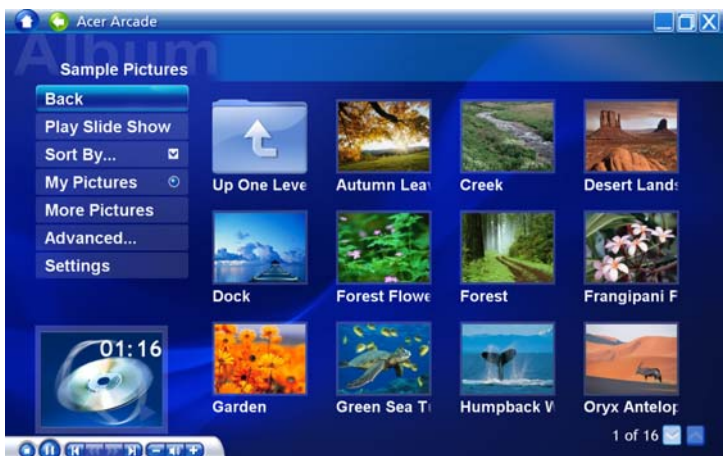 Acer Arcade
Album
Sample Pictures
Back
Play Slide Show
Sort By...
My Pictures
More Pictures
Advanced...
Settings
Up One Leve
Autumn Lea
Creek
Desert Lands
Dock
Forest Flowe
Forest
Frangipani F
Garden
Green Sea T
Humpback W
Oryx Antelop
01:16
1 of 16